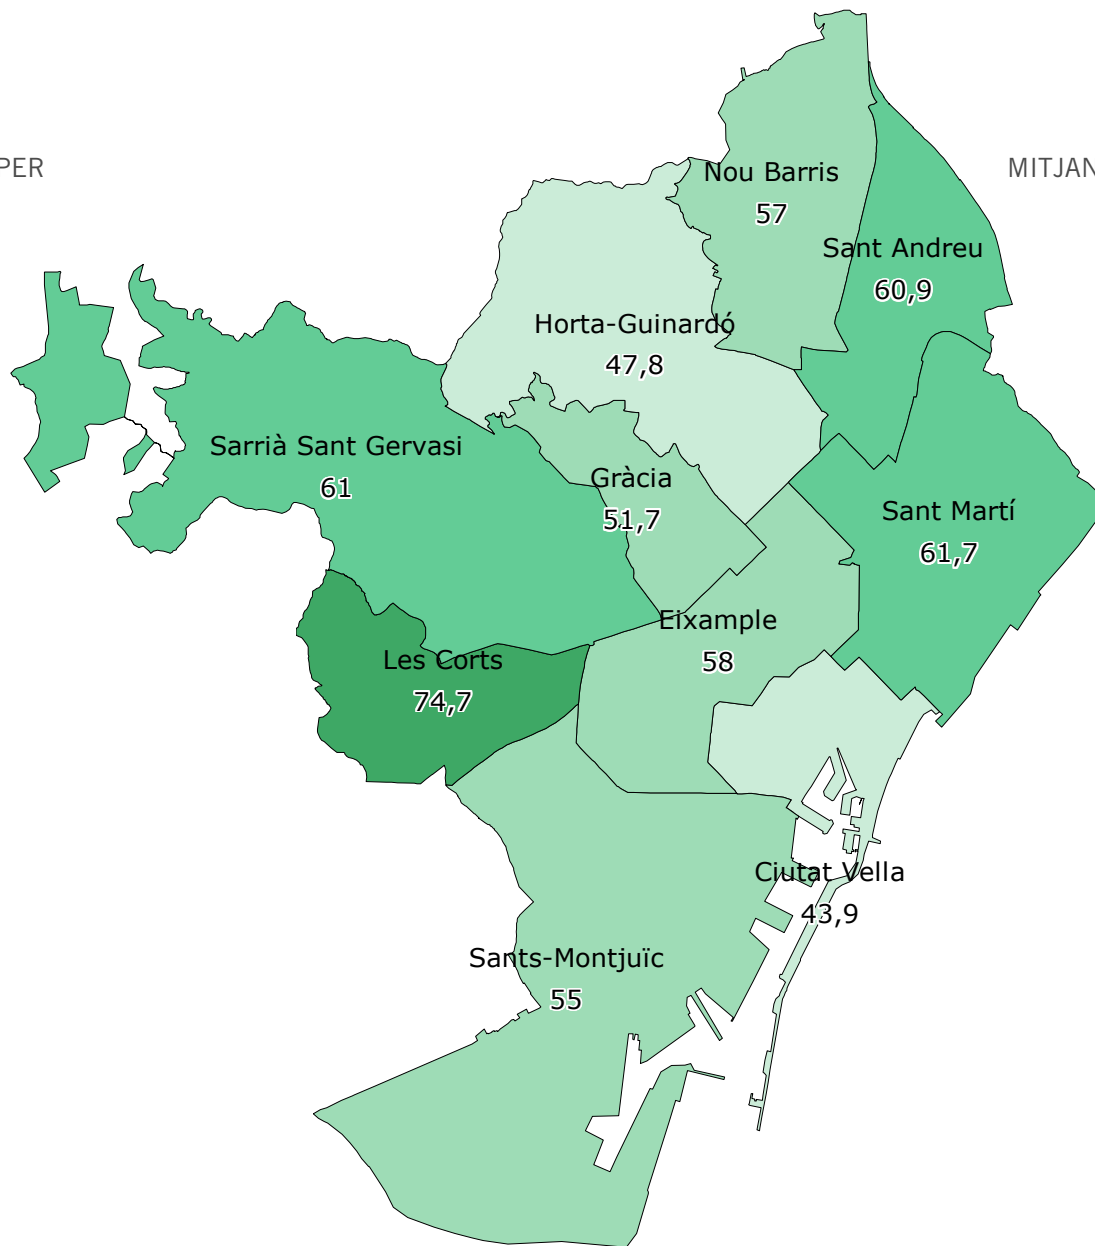 PER
MITJAN
Nou Barris
57
Sant Andreu
60,9
Horta-Guinardó
47,8
Sarrià Sant Gervasi
61
Gràcia
51,7
Sant Martí
61,7
Eixample
58
Les Corts
74,7
Ciutat Vella
43,9
Sants-Montjuïc
55